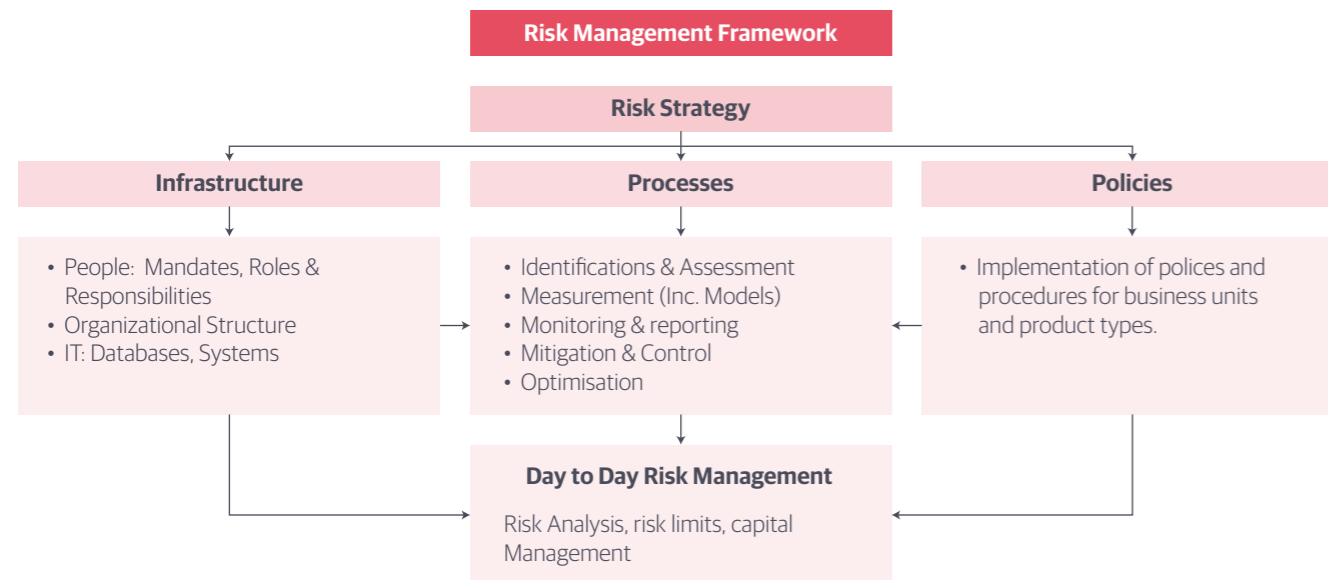 Risk Management Framework
Risk Strategy
Infrastructure
Processes
Policies
• People: Mandates, Roles &
Responsibilities
• Organizational Structure
• IT: Databases, Systems
• Identifications & Assessment
• Measurement (Inc. Models)
• Monitoring & reporting
• Mitigation & Control
• Optimisation
• Implementation of polices and
procedures for business units
and product types.
Day to Day Risk Management
Risk Analysis, risk limits, capital
Management